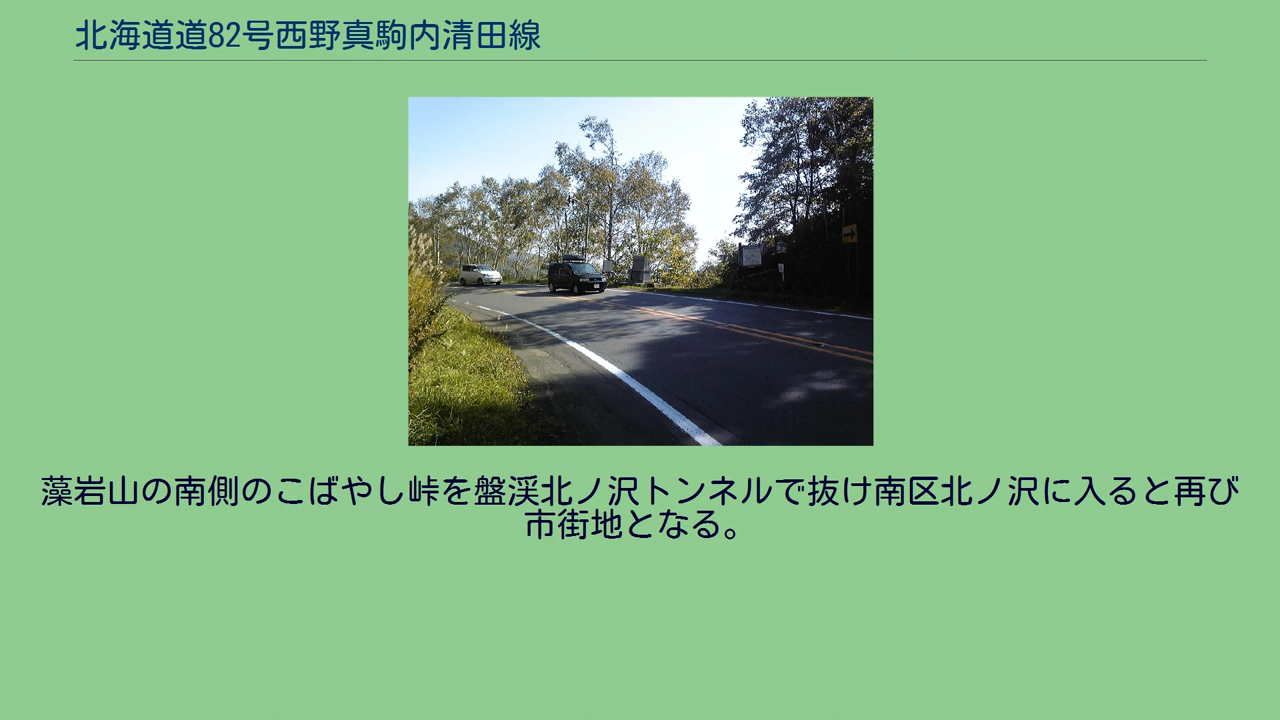 北海道道82号西野真駒内清田線
藻岩山の南側のこばやし峠を盤渓北ノ沢トンネルで抜け南区北ノ沢に入ると再び
市街地となる。